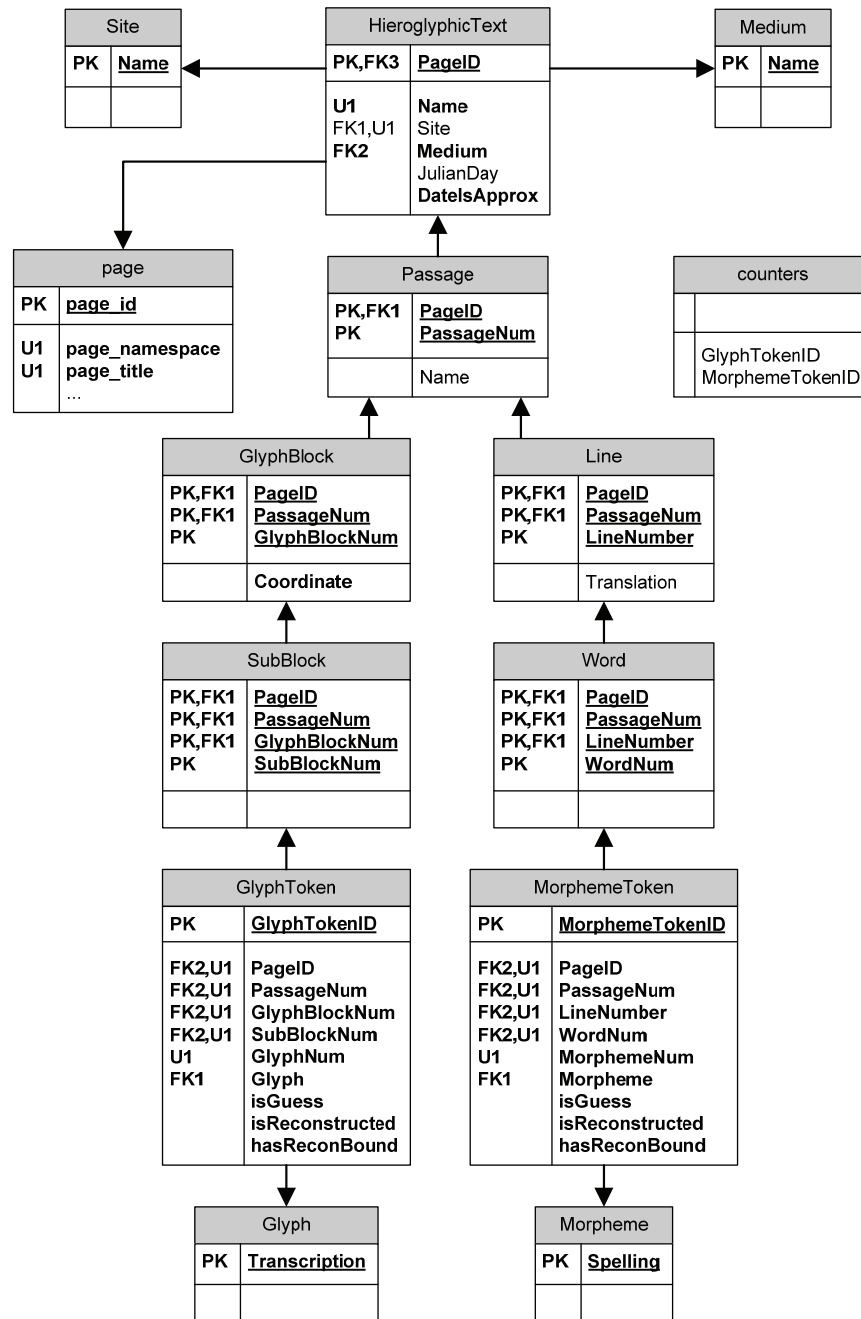 Site
PK Name
HieroglyphicText
PK,FK3 PageID
U1 Name
FK1,U1 Site
FK2 Medium
JulianDay
DateIsApprox
Medium
PK Name
page
PK page_id
U1 page_namespace
U1 page_title
...
Passage
PK,FK1 PageID
PK PassageNum
Name
counters
GlyphTokenID
MorphemeTokenID
GlyphBlock
PK,FK1 PageID
PK,FK1 PassageNum
PK GlyphBlockNum
Coordinate
Line
PK,FK1 PageID
PK,FK1 PassageNum
PK LineNumber
Translation
SubBlock
PK,FK1 PageID
PK,FK1 PassageNum
PK,FK1 GlyphBlockNum
PK SubBlockNum
Word
PK,FK1 PageID
PK,FK1 PassageNum
PK,FK1 LineNumber
PK WordNum
GlyphToken
PK GlyphTokenID
FK2,U1 PageID
FK2,U1 PassageNum
FK2,U1 GlyphBlockNum
FK2,U1 SubBlockNum
U1 GlyphNum
FK1 Glyph
isGuess
isReconstructed
hasReconBound
MorphemeToken
PK MorphemeTokenID
FK2,U1 PageID
FK2,U1 PassageNum
FK2,U1 LineNumber
FK2,U1 WordNum
U1 MorphemeNum
FK1 Morpheme
isGuess
isReconstructed
hasReconBound
Glyph
PK Transcription
Morpheme
PK Spelling